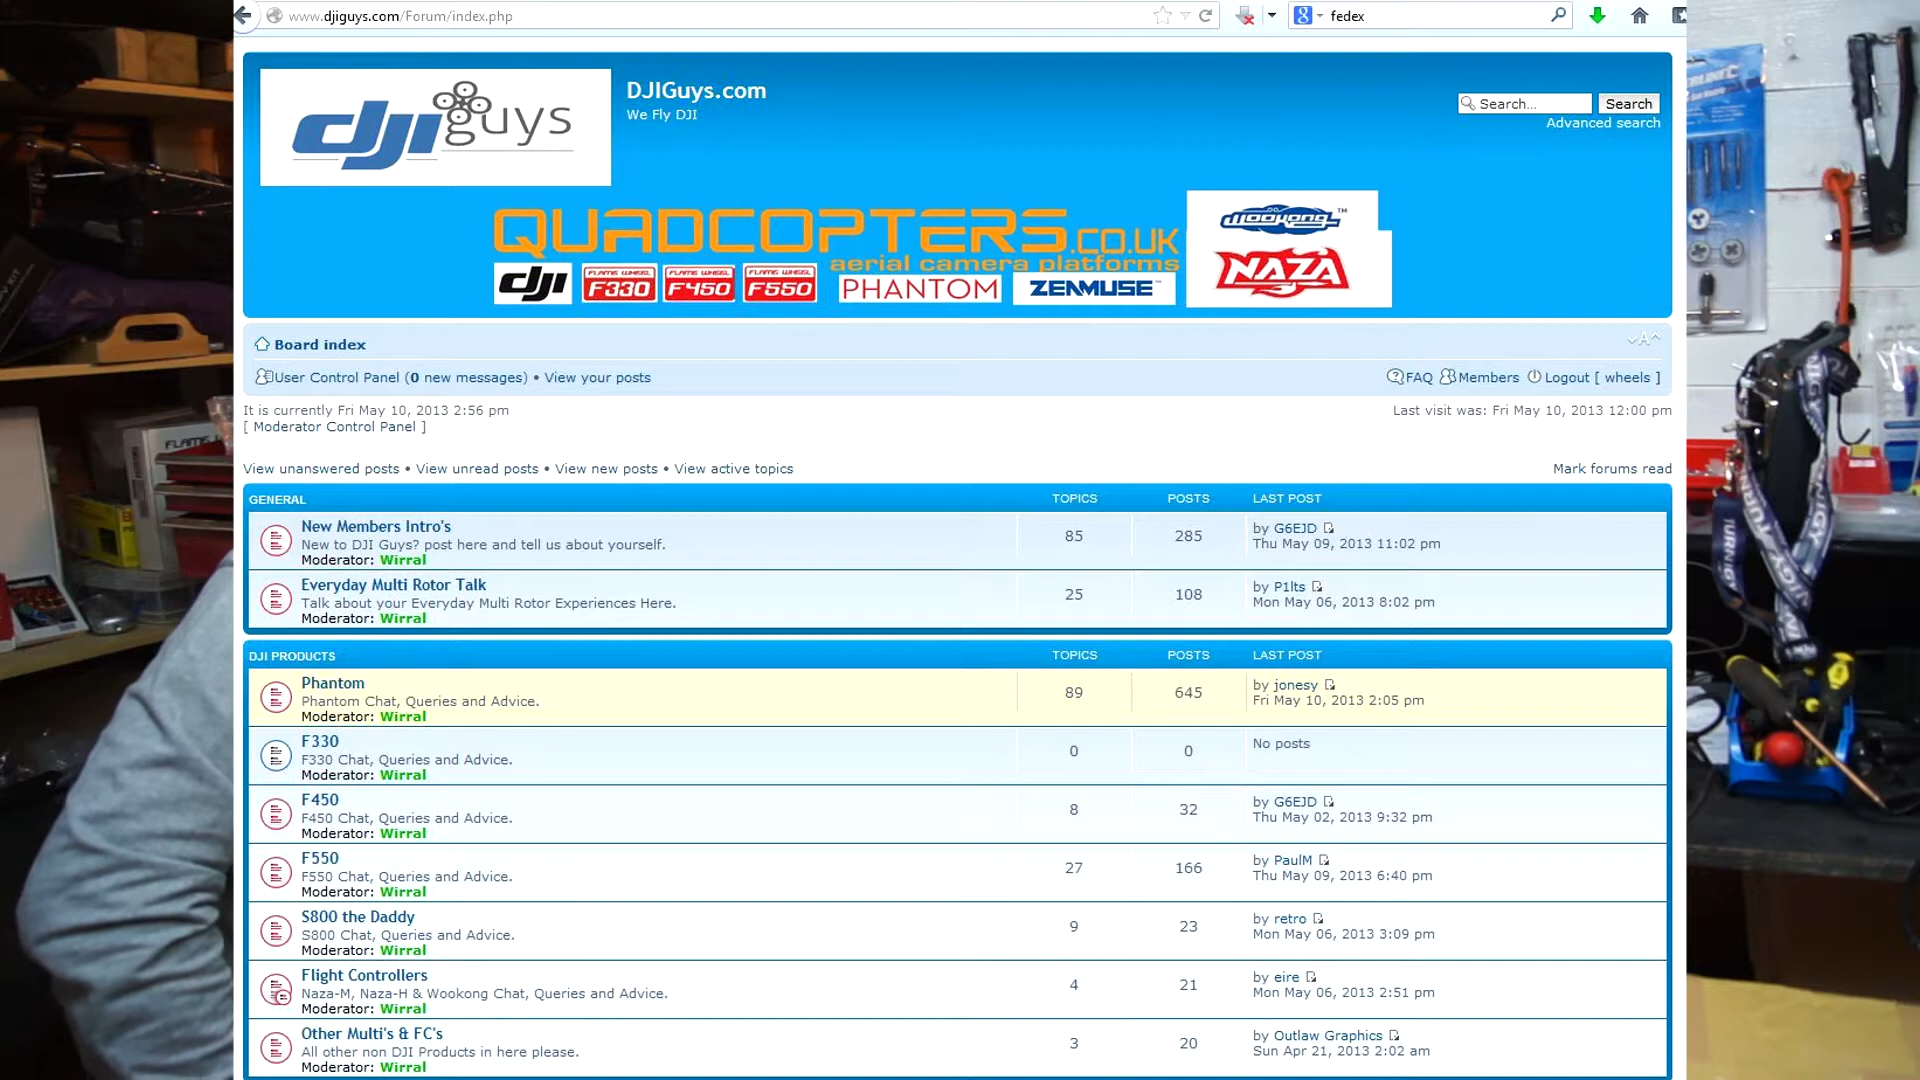 www.djiguys.com/Forum/index.php
fedex
dji guys
DJIGuys.com
We Fly DJI
Search...
Search
Advanced search
QUADCOPTERS.CO.UK
aerial camera platforms
dji
FLAME WHEEL F330
FLAME WHEEL F450
FLAME WHEEL F550
PHANTOM
ZENMUSE™
WooKong™
NAZA
Board index
A
User Control Panel (0 new messages) • View your posts
FAQ Members Logout [ wheels ]
It is currently Fri May 10, 2013 2:56 pm
Last visit was: Fri May 10, 2013 12:00 pm
[ Moderator Control Panel ]
View unanswered posts • View unread posts • View new posts • View active topics
Mark forums read
GENERAL TOPICS POSTS LAST POST
New Members Intro's
New to DJI Guys? post here and tell us about yourself.
Moderator: Wirral
85 285
by G6EJD
Thu May 09, 2013 11:02 pm
Everyday Multi Rotor Talk
Talk about your Everyday Multi Rotor Experiences Here.
Moderator: Wirral
25 108
by P1lts
Mon May 06, 2013 8:02 pm
DJI PRODUCTS TOPICS POSTS LAST POST
Phantom
Phantom Chat, Queries and Advice.
Moderator: Wirral
89 645
by jonesy
Fri May 10, 2013 2:05 pm
F330
F330 Chat, Queries and Advice.
Moderator: Wirral
0 0
No posts
F450
F450 Chat, Queries and Advice.
Moderator: Wirral
8 32
by G6EJD
Thu May 02, 2013 9:32 pm
F550
F550 Chat, Queries and Advice.
Moderator: Wirral
27 166
by PaulM
Thu May 09, 2013 6:40 pm
S800 the Daddy
S800 Chat, Queries and Advice.
Moderator: Wirral
9 23
by retro
Mon May 06, 2013 3:09 pm
Flight Controllers
Naza-M, Naza-H & Wookong Chat, Queries and Advice.
Moderator: Wirral
4 21
by eire
Mon May 06, 2013 2:51 pm
Other Multi's & FC's
All other non DJI Products in here please.
Moderator: Wirral
3 20
by Outlaw Graphics
Sun Apr 21, 2013 2:02 am
FLAME
TURNIGY